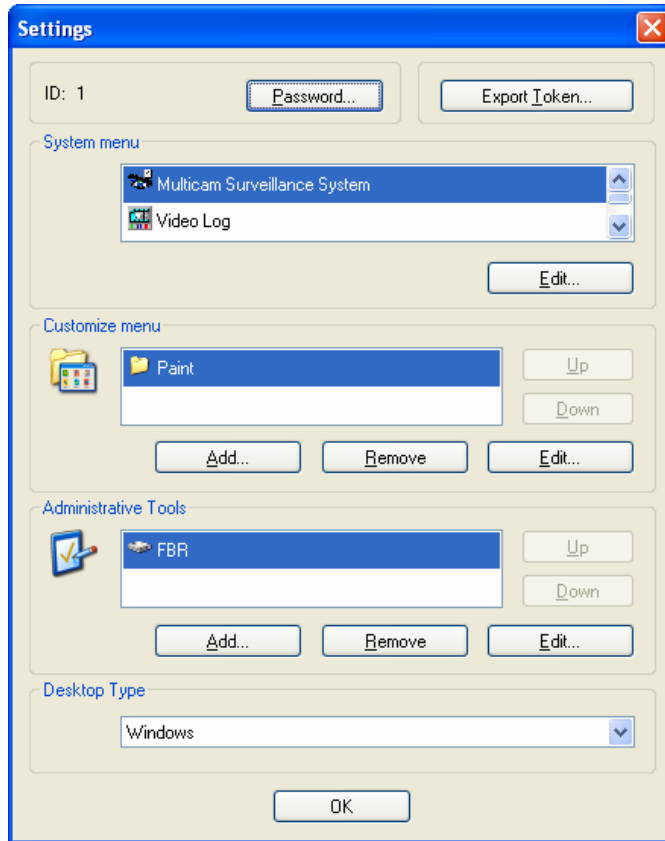 Settings
ID: 1
Password...
Export Token...
System menu
Multicam Surveillance System
Video Log
Edit...
Customize menu
Paint
Up
Down
Add...
Remove
Edit...
Administrative Tools
FBR
Up
Down
Add...
Remove
Edit...
Desktop Type
Windows
OK